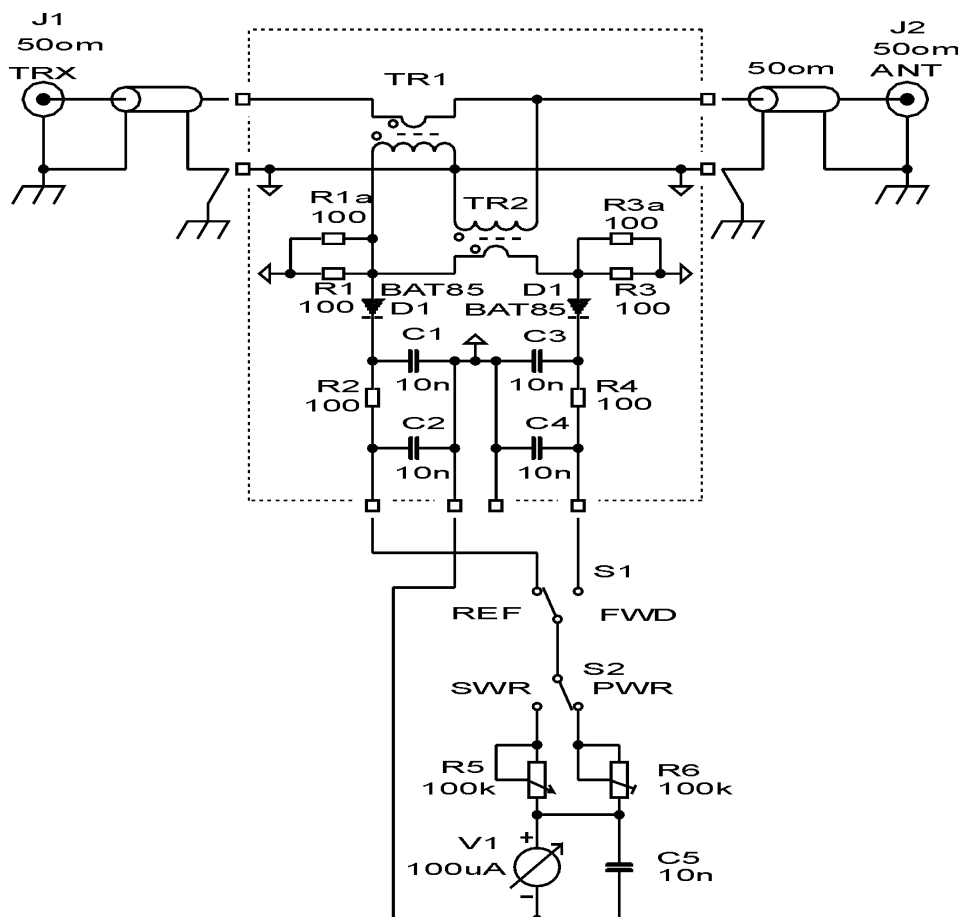 J1
50om
TRX
J2
50om
ANT
50om
TR1
R1a
100
TR2
R3a
100
R1
100
BAT85
D1
D1
BAT85
R3
100
C1
10n
C3
10n
R2
100
R4
100
C2
10n
C4
10n
S1
REF
FWD
S2
SWR
PWR
R5
100k
R6
100k
V1
100uA
+
−
C5
10n